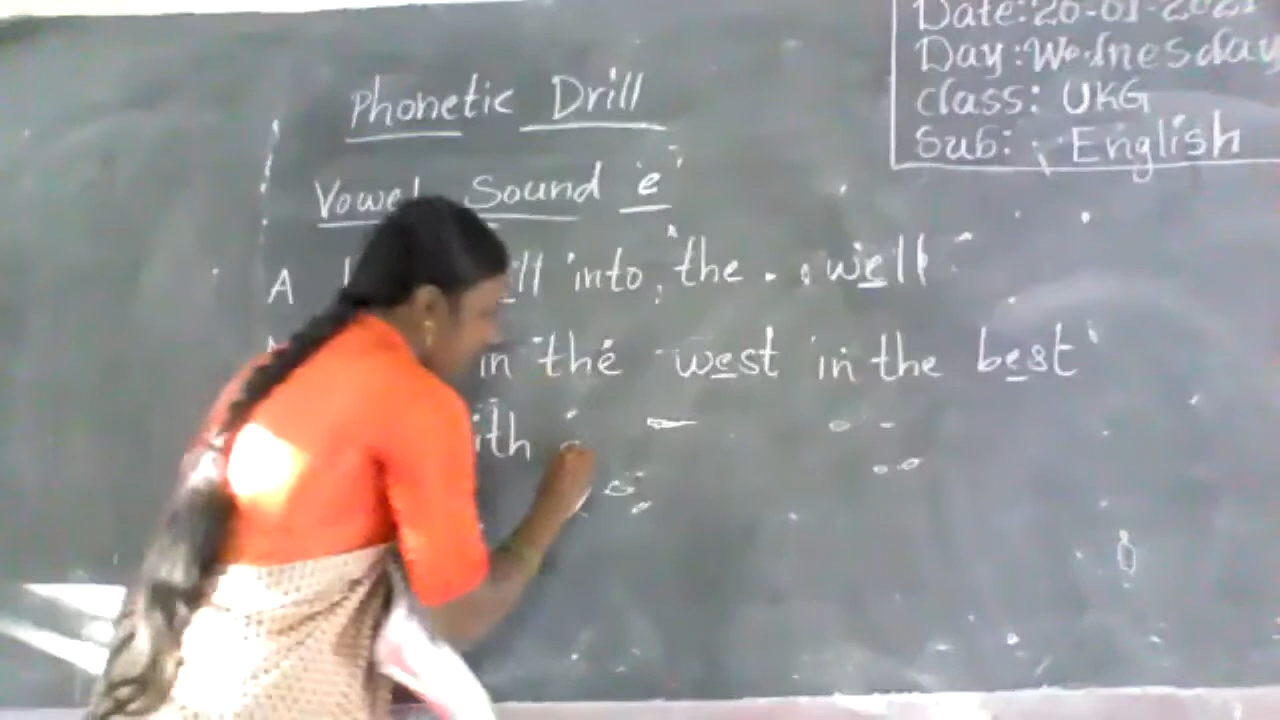 Date: 20-01-2021
Day: Wednesday
class: UKG
Sub: English
Phonetic Drill
Vowel Sound "e"
A ll into the well
in the west in the best
ith